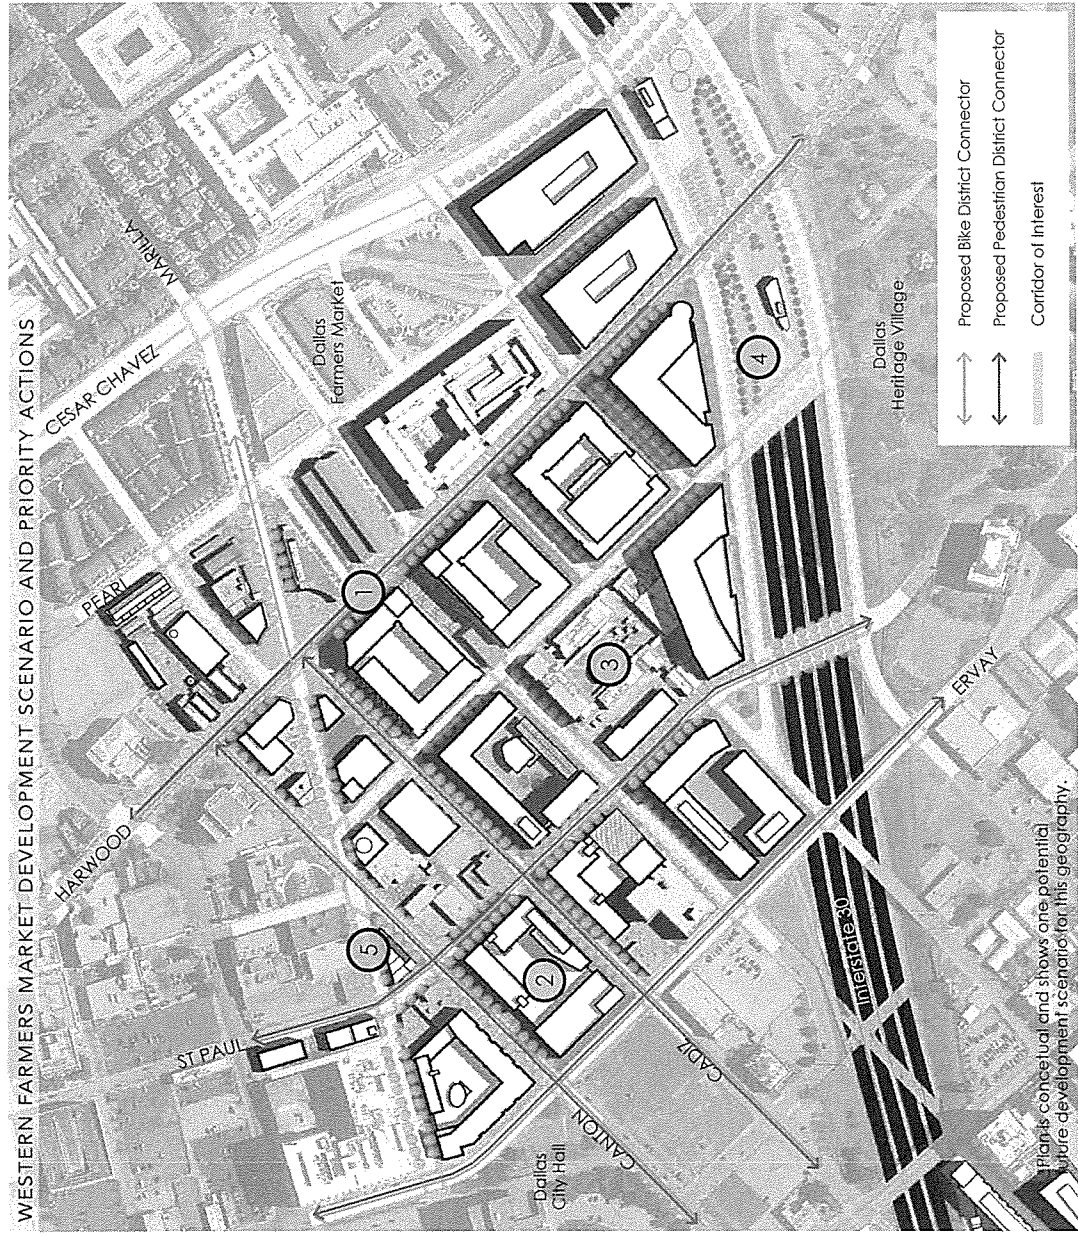 WESTERN FARMERS MARKET DEVELOPMENT SCENARIO AND PRIORITY ACTIONS
CESAR CHAVEZ
MARILLA
PEARL
HARWOOD
ST PAUL
Dallas
Farmers Market
1
2
3
4
5
Dallas
City Hall
CANTON
CADIZ
ERVAY
Interstate 30
Dallas
Heritage Village
Proposed Bike District Connector
Proposed Pedestrian District Connector
Corridor of Interest
*Plan is concetual and shows one potential
future development scenario for this geography.